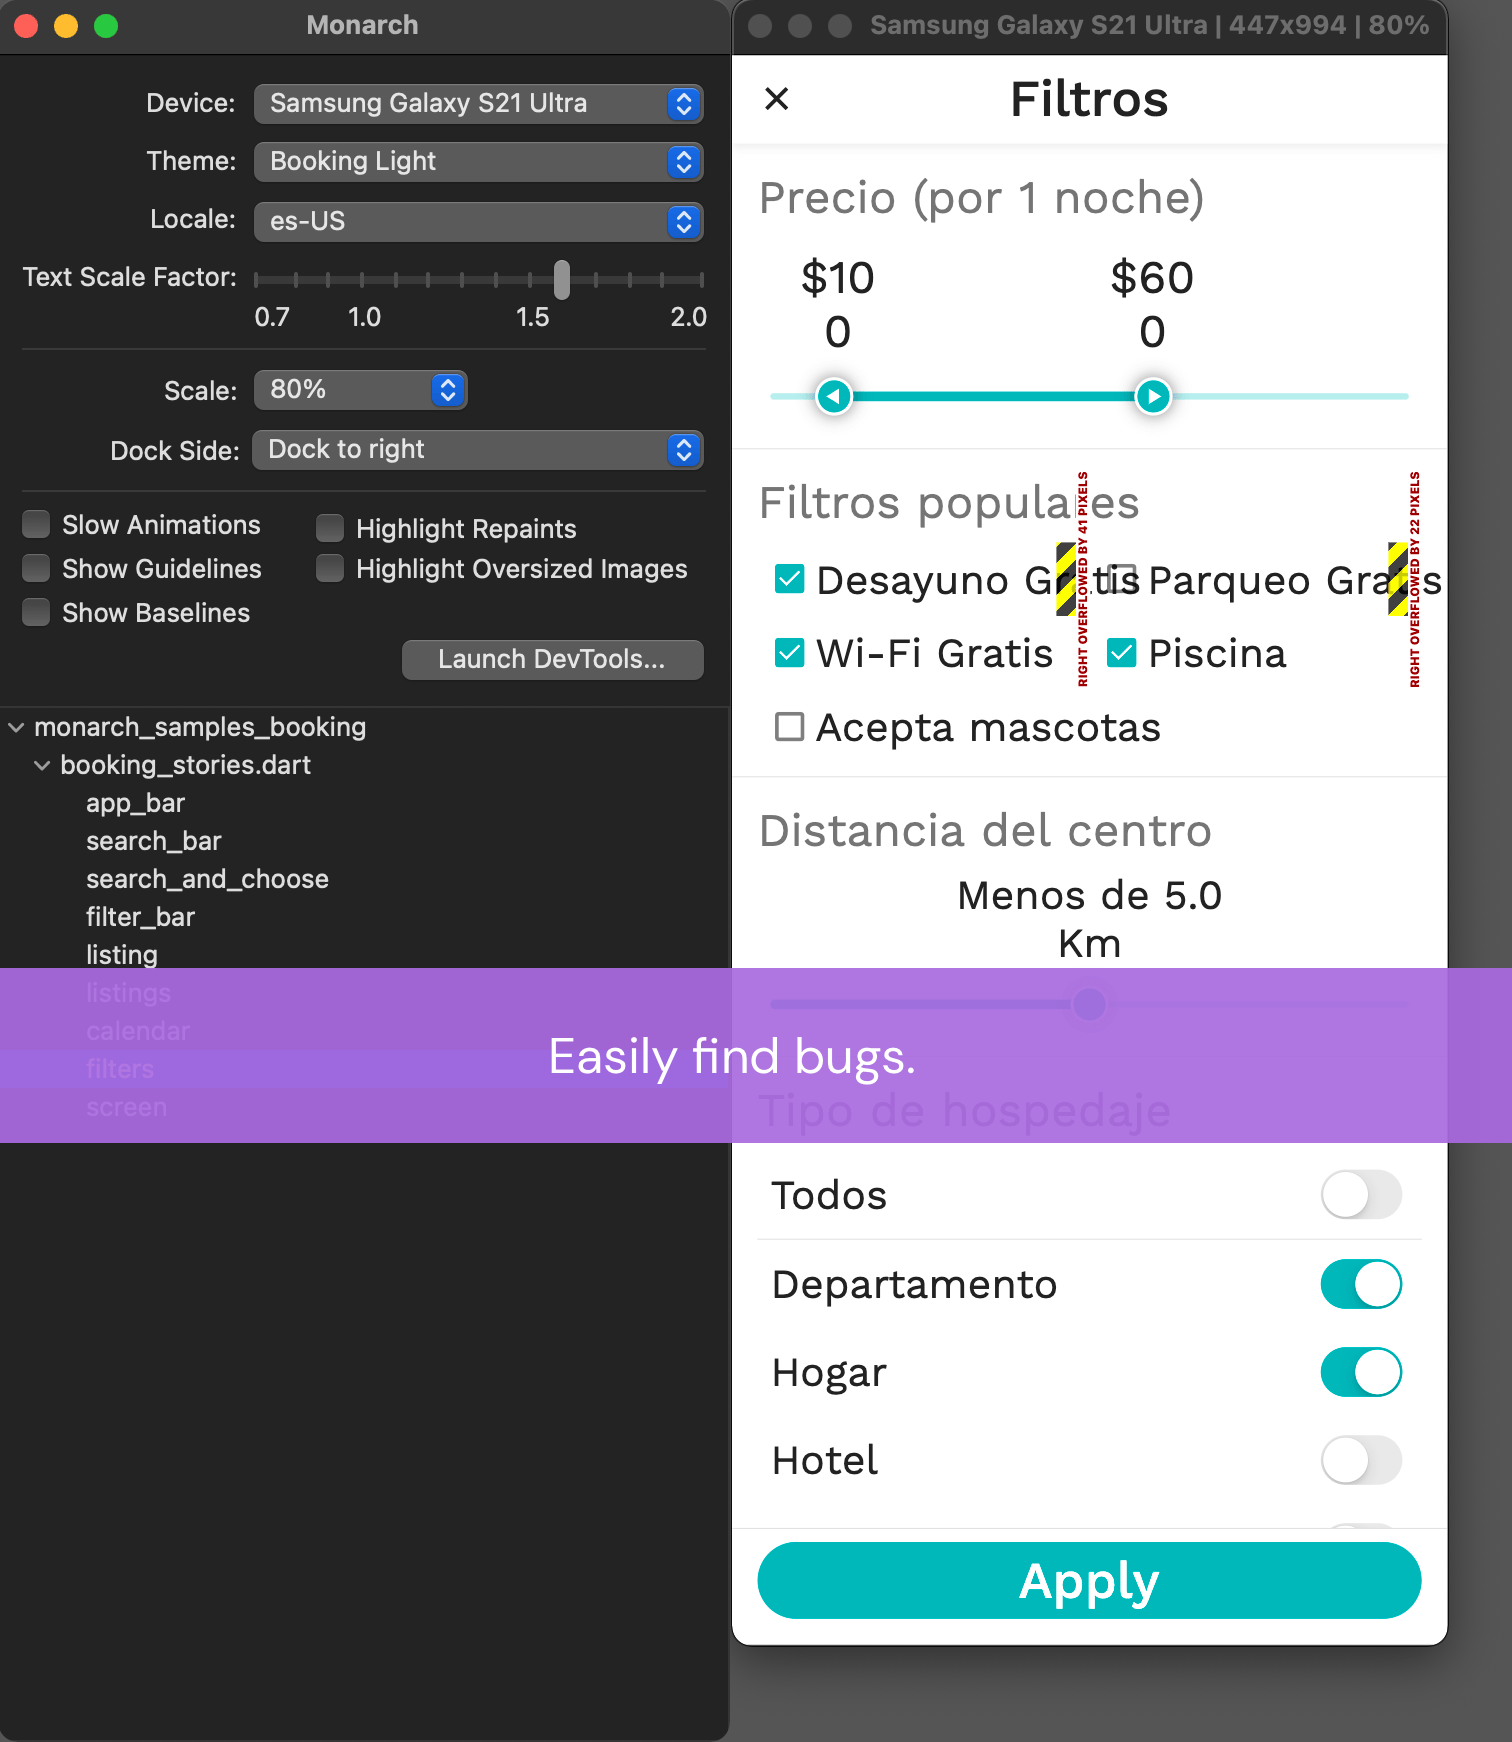 Monarch
Device: Samsung Galaxy S21 Ultra
Theme: Booking Light
Locale: es-US
Text Scale Factor:
0.7 1.0 1.5 2.0
Scale: 80%
Dock Side: Dock to right
Slow Animations Highlight Repaints
Show Guidelines Highlight Oversized Images
Show Baselines
Launch DevTools...
monarch_samples_booking
booking_stories.dart
app_bar
search_bar
search_and_choose
filter_bar
listing
listings
calendar
filters
screen
Samsung Galaxy S21 Ultra | 447x994 | 80%
Filtros
Precio (por 1 noche)
$10 $60
0 0
Filtros populares
Desayuno Gratis Parqueo Gratis
RIGHT OVERFLOWED BY 41 PIXELS
RIGHT OVERFLOWED BY 22 PIXELS
Wi-Fi Gratis Piscina
Acepta mascotas
Distancia del centro
Menos de 5.0
Km
Easily find bugs.
Tipo de hospedaje
Todos
Departamento
Hogar
Hotel
Apply